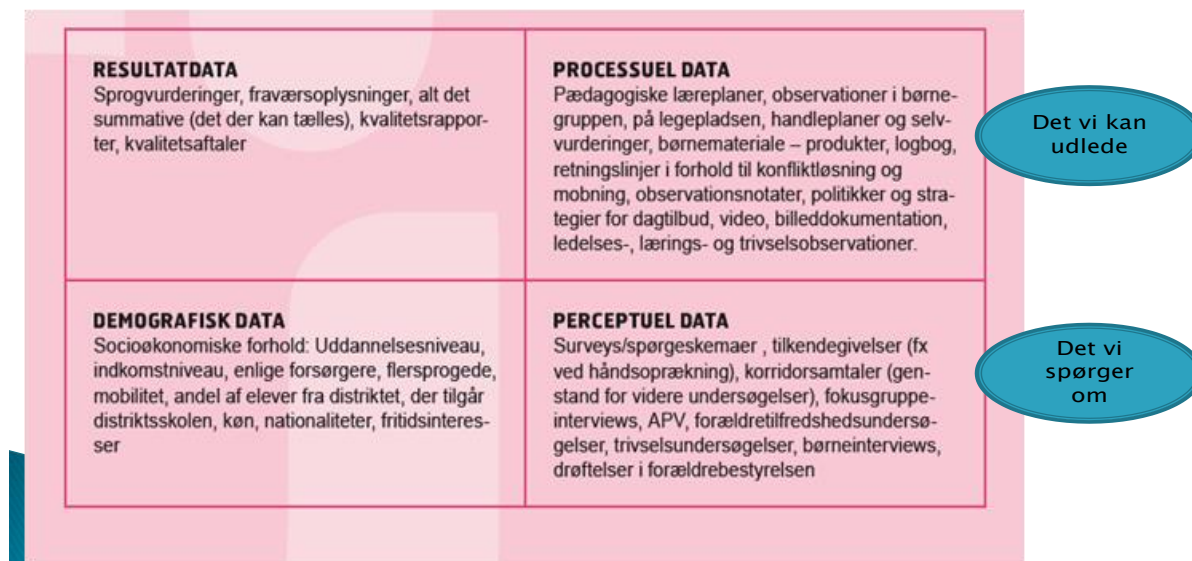 RESULTATDATA
Sprogvurderinger, fraværsoplysninger, alt det
summative (det der kan tælles), kvalitetsrappor-
ter, kvalitetsaftaler
PROCESSUEL DATA
Pædagogiske læreplaner, observationer i børne-
gruppen, på legepladsen, handleplaner og selv-
vurderinger, børnemateriale – produkter, logbog,
retningslinjer i forhold til konfliktløsning og
mobning, observationsnotater, politikker og stra-
tegier for dagtilbud, video, billeddokumentation,
ledelses-, lærings- og trivselsobservationer.
Det vi kan
udlede
DEMOGRAFISK DATA
Socioøkonomiske forhold: Uddannelsesniveau,
indkomstniveau, enlige forsørgere, flersprogede,
mobilitet, andel af elever fra distriktet, der tilgår
distriktsskolen, køn, nationaliteter, fritidsinteres-
ser
PERCEPTUEL DATA
Surveys/spørgeskemaer , tilkendegivelser (fx
ved håndsoprækning), korridorsamtaler (gen-
stand for videre undersøgelser), fokusgruppe-
interviews, APV, forældretilfredshedsundersø-
gelser, trivselsundersøgelser, børneinterviews,
drøftelser i forældrebestyrelsen
Det vi
spørger
om